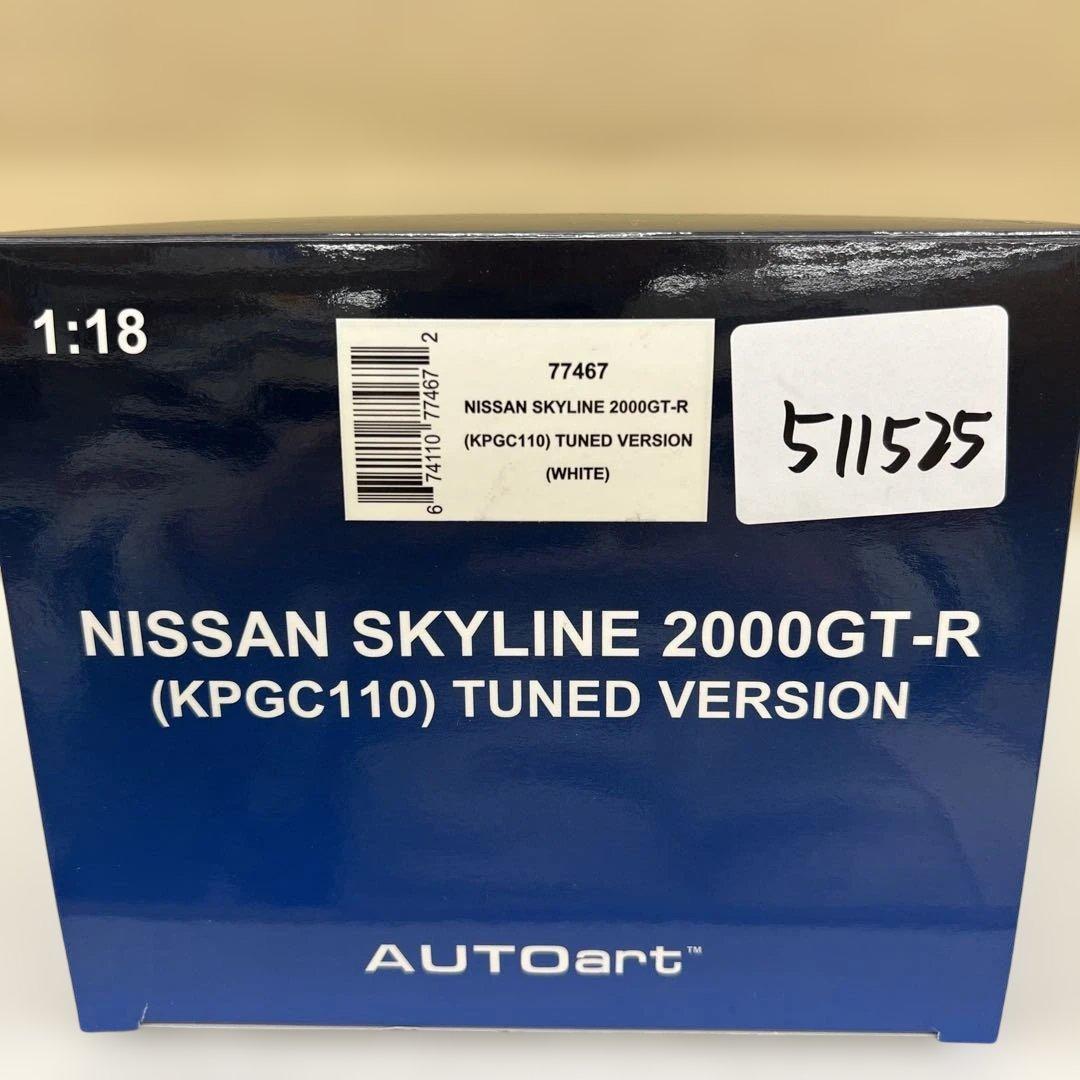 1:18
6 74110 77467 2
77467
NISSAN SKYLINE 2000GT-R
(KPGC110) TUNED VERSION
(WHITE)
511525
NISSAN SKYLINE 2000GT-R
(KPGC110) TUNED VERSION
AUTOart™